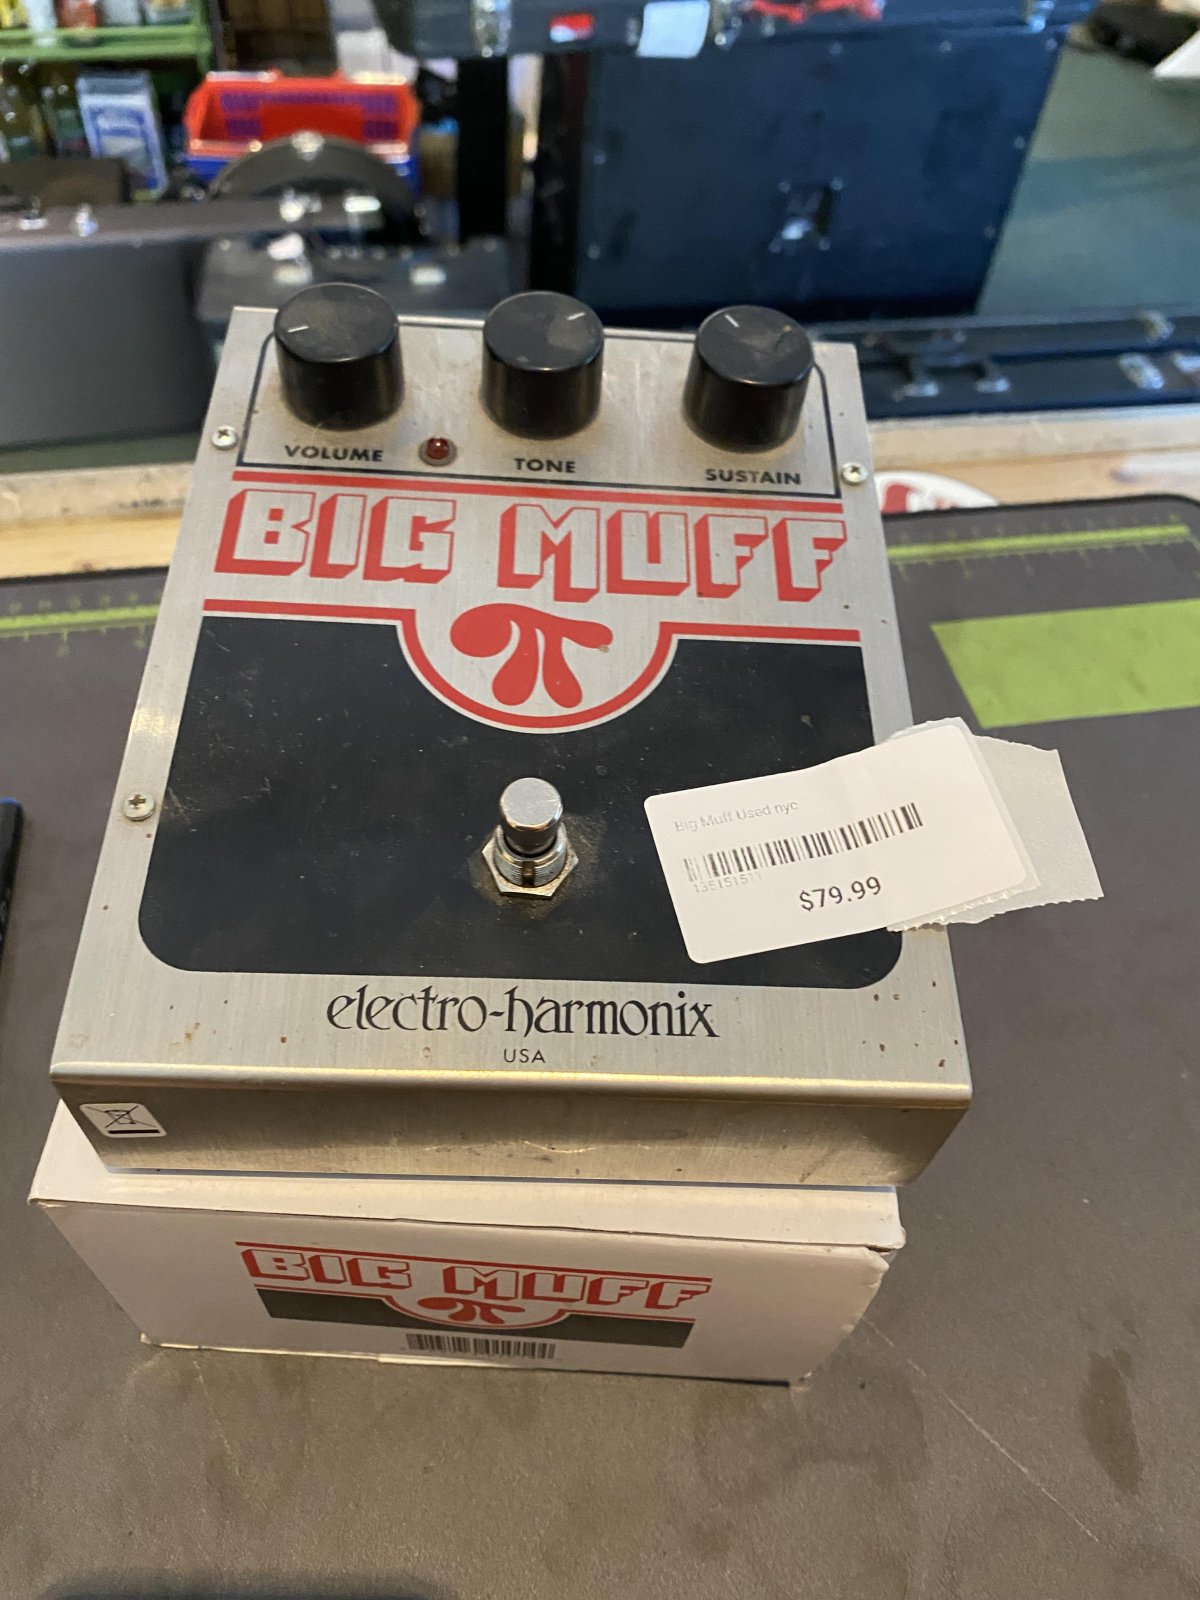 VOLUME
TONE
SUSTAIN
BIG MUFF
π
Big Muff Used nyc
$79.99
electro-harmonix
USA
BIG MUFF
π